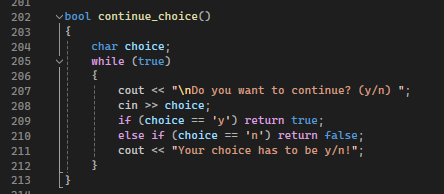 201
202 bool continue_choice()
203 {
204 char choice;
205 while (true)
206 {
207 cout << "\nDo you want to continue? (y/n) ";
208 cin >> choice;
209 if (choice == 'y') return true;
210 else if (choice == 'n') return false;
211 cout << "Your choice has to be y/n!";
212 }
213 }
214